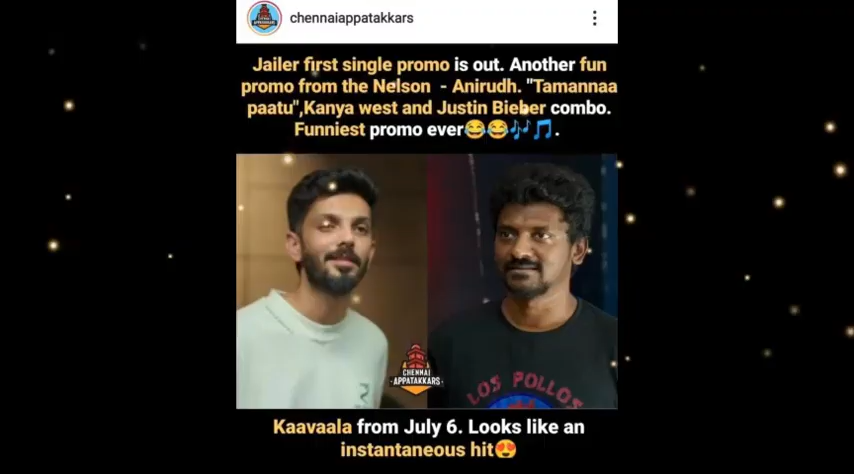 chennaiappatakkars
Jailer first single promo is out. Another fun
promo from the Nelson - Anirudh. "Tamannaa
paatu",Kanya west and Justin Bieber combo.
Funniest promo ever😂😂🎶🎵.
CHENNAI
APPATAKKARS
LOS POLLOS
Kaavaala from July 6. Looks like an
instantaneous hit😍